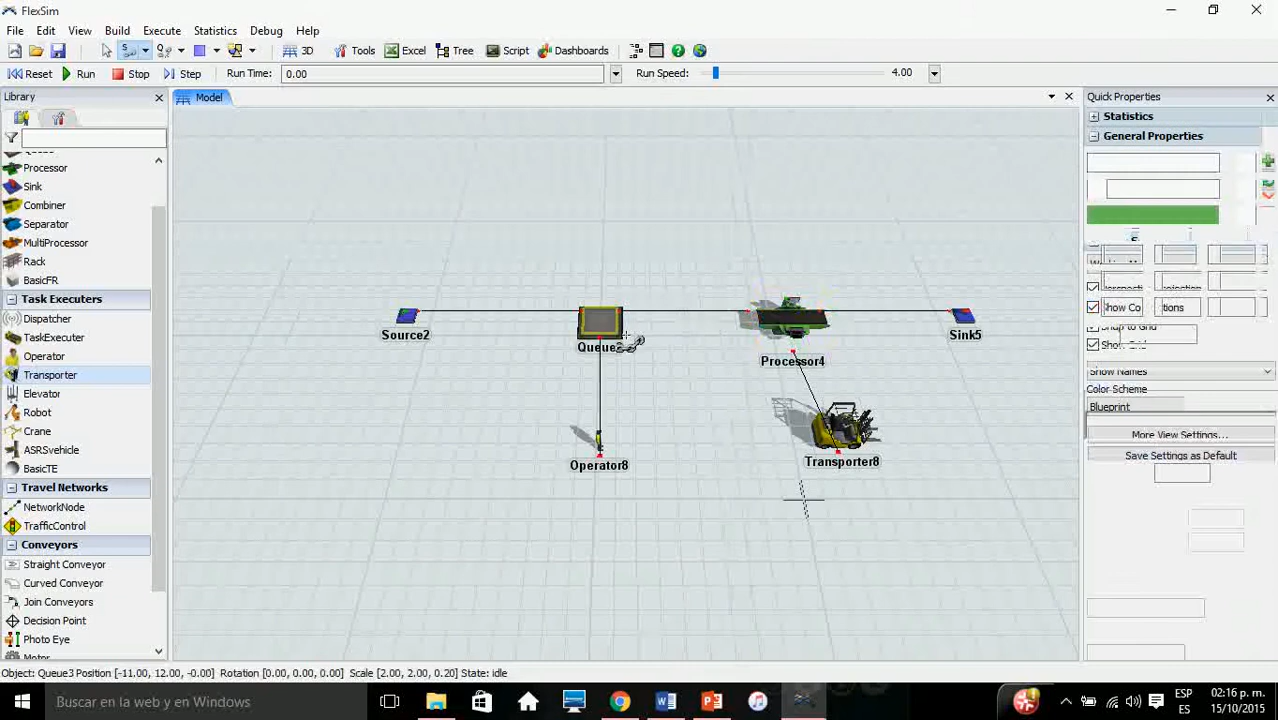 FlexSim
File Edit View Build Execute Statistics Debug Help
3D Tools Excel Tree Script Dashboards
Reset Run Stop Step Run Time: 0.00 Run Speed: 4.00
Library
Model
Quick Properties
Statistics
General Properties
Processor
Sink
Combiner
Separator
MultiProcessor
Rack
BasicFR
Task Executers
Dispatcher
TaskExecuter
Operator
Transporter
Elevator
Robot
Crane
ASRSvehicle
BasicTE
Travel Networks
NetworkNode
TrafficControl
Conveyors
Straight Conveyor
Curved Conveyor
Join Conveyors
Decision Point
Photo Eye
Source2
Processor4
Sink5
Operator8
Transporter8
Show Names
Color Scheme
Blueprint
More View Settings...
Save Settings as Default
Object: Queue3 Position [-11.00, 12.00, -0.00] Rotation [0.00, 0.00, 0.00] Scale [2.00, 2.00, 0.20] State: idle
Buscar en la web y en Windows
ESP
ES
02:16 p. m.
15/10/2015